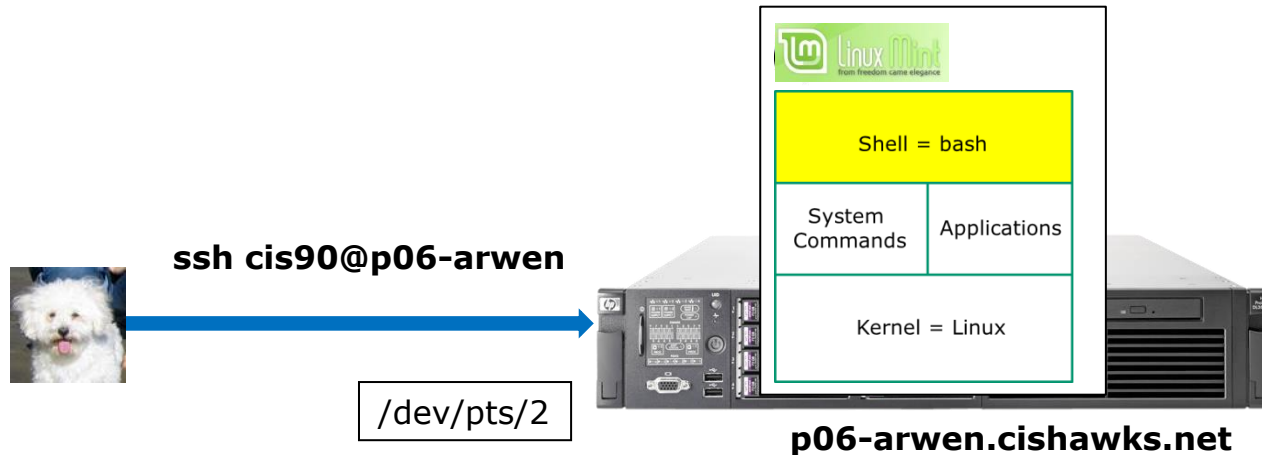 Linux Mint
from freedom came elegance
Shell = bash
System
Commands
Applications
Kernel = Linux
ssh cis90@p06-arwen
/dev/pts/2
p06-arwen.cishawks.net